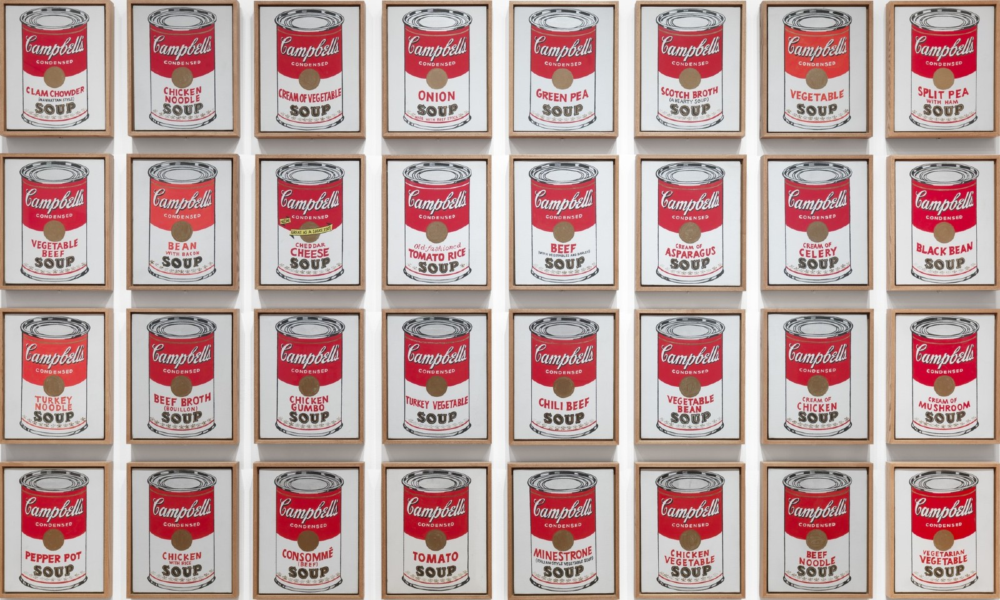 Campbell's
CONDENSED
CLAM CHOWDER
(MANHATTAN STYLE)
SOUP
Campbell's
CONDENSED
CHICKEN
NOODLE
SOUP
Campbell's
CONDENSED
CREAM OF VEGETABLE
SOUP
Campbell's
CONDENSED
ONION
SOUP
MADE WITH BEEF STOCK
Campbell's
CONDENSED
GREEN PEA
SOUP
Campbell's
CONDENSED
SCOTCH BROTH
(A HEARTY SOUP)
SOUP
Campbell's
CONDENSED
VEGETABLE
SOUP
Campbell's
CONDENSED
SPLIT PEA
WITH HAM
SOUP
Campbell's
CONDENSED
VEGETABLE
BEEF
SOUP
Campbell's
CONDENSED
BEAN
WITH BACON
SOUP
Campbell's
CONDENSED
NEW!
GREAT AS A SAUCE TOO!
CHEDDAR
CHEESE
SOUP
Campbell's
CONDENSED
Old-fashioned
TOMATO RICE
SOUP
Campbell's
CONDENSED
BEEF
(WITH VEGETABLES AND BARLEY)
SOUP
Campbell's
CONDENSED
CREAM OF
ASPARAGUS
SOUP
Campbell's
CONDENSED
CREAM OF
CELERY
SOUP
Campbell's
CONDENSED
BLACK BEAN
SOUP
Campbell's
CONDENSED
TURKEY
NOODLE
SOUP
Campbell's
CONDENSED
BEEF BROTH
(BOUILLON)
SOUP
Campbell's
CONDENSED
CHICKEN
GUMBO
SOUP
Campbell's
CONDENSED
TURKEY VEGETABLE
SOUP
Campbell's
CONDENSED
CHILI BEEF
SOUP
Campbell's
CONDENSED
VEGETABLE
BEAN
SOUP
Campbell's
CONDENSED
CREAM OF
CHICKEN
SOUP
Campbell's
CONDENSED
CREAM OF
MUSHROOM
SOUP
Campbell's
CONDENSED
PEPPER POT
SOUP
Campbell's
CONDENSED
CHICKEN
WITH RICE
SOUP
Campbell's
CONDENSED
CONSOMMÉ
(BEEF)
SOUP
Campbell's
CONDENSED
TOMATO
SOUP
Campbell's
CONDENSED
MINESTRONE
(ITALIAN-STYLE VEGETABLE SOUP)
SOUP
Campbell's
CONDENSED
CHICKEN
VEGETABLE
SOUP
Campbell's
CONDENSED
BEEF
NOODLE
SOUP
Campbell's
CONDENSED
VEGETARIAN
VEGETABLE
SOUP